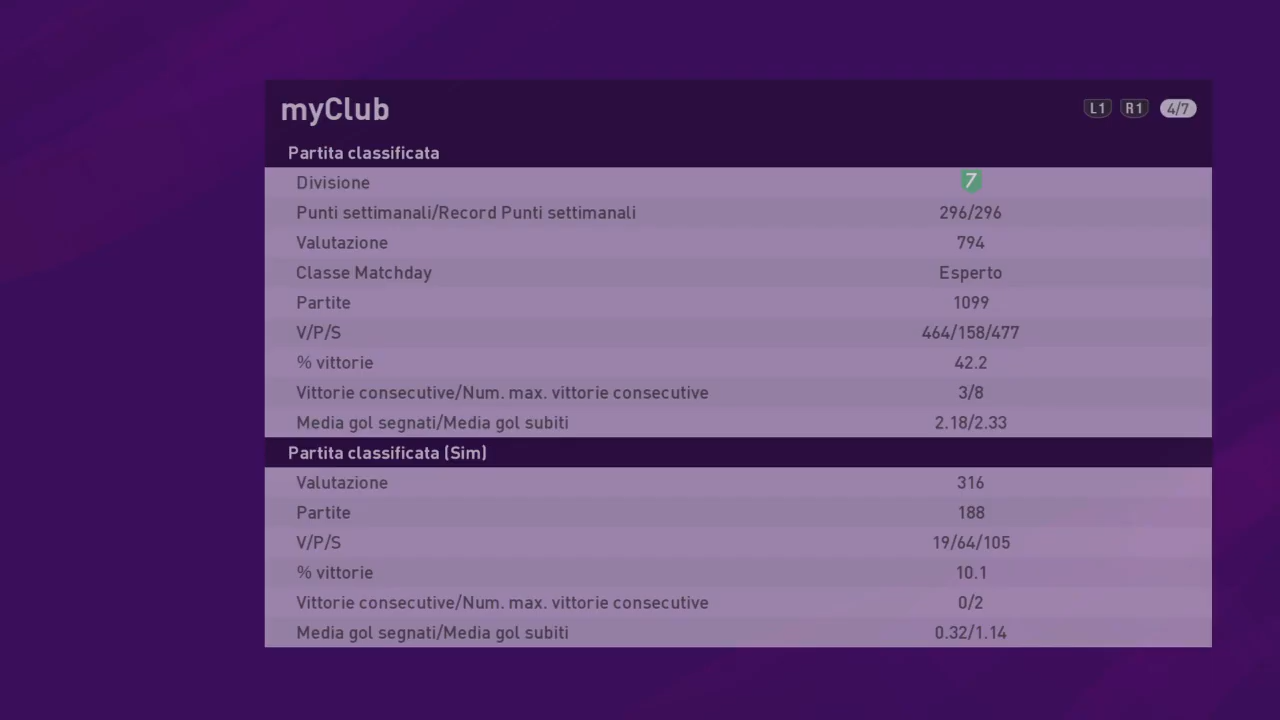 myClub L1 R1 4/7
Partita classificata
Divisione 7
Punti settimanali/Record Punti settimanali 296/296
Valutazione 794
Classe Matchday Esperto
Partite 1099
V/P/S 464/158/477
% vittorie 42.2
Vittorie consecutive/Num. max. vittorie consecutive 3/8
Media gol segnati/Media gol subiti 2.18/2.33
Partita classificata (Sim)
Valutazione 316
Partite 188
V/P/S 19/64/105
% vittorie 10.1
Vittorie consecutive/Num. max. vittorie consecutive 0/2
Media gol segnati/Media gol subiti 0.32/1.14